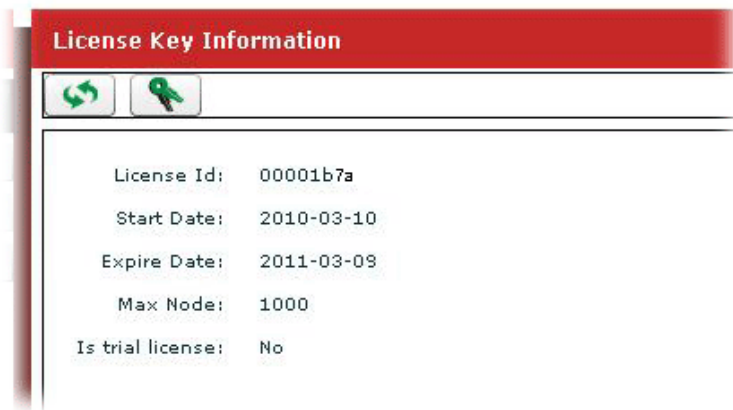 License Key Information
License Id: 00001b7a
Start Date: 2010-03-10
Expire Date: 2011-03-09
Max Node: 1000
Is trial license: No